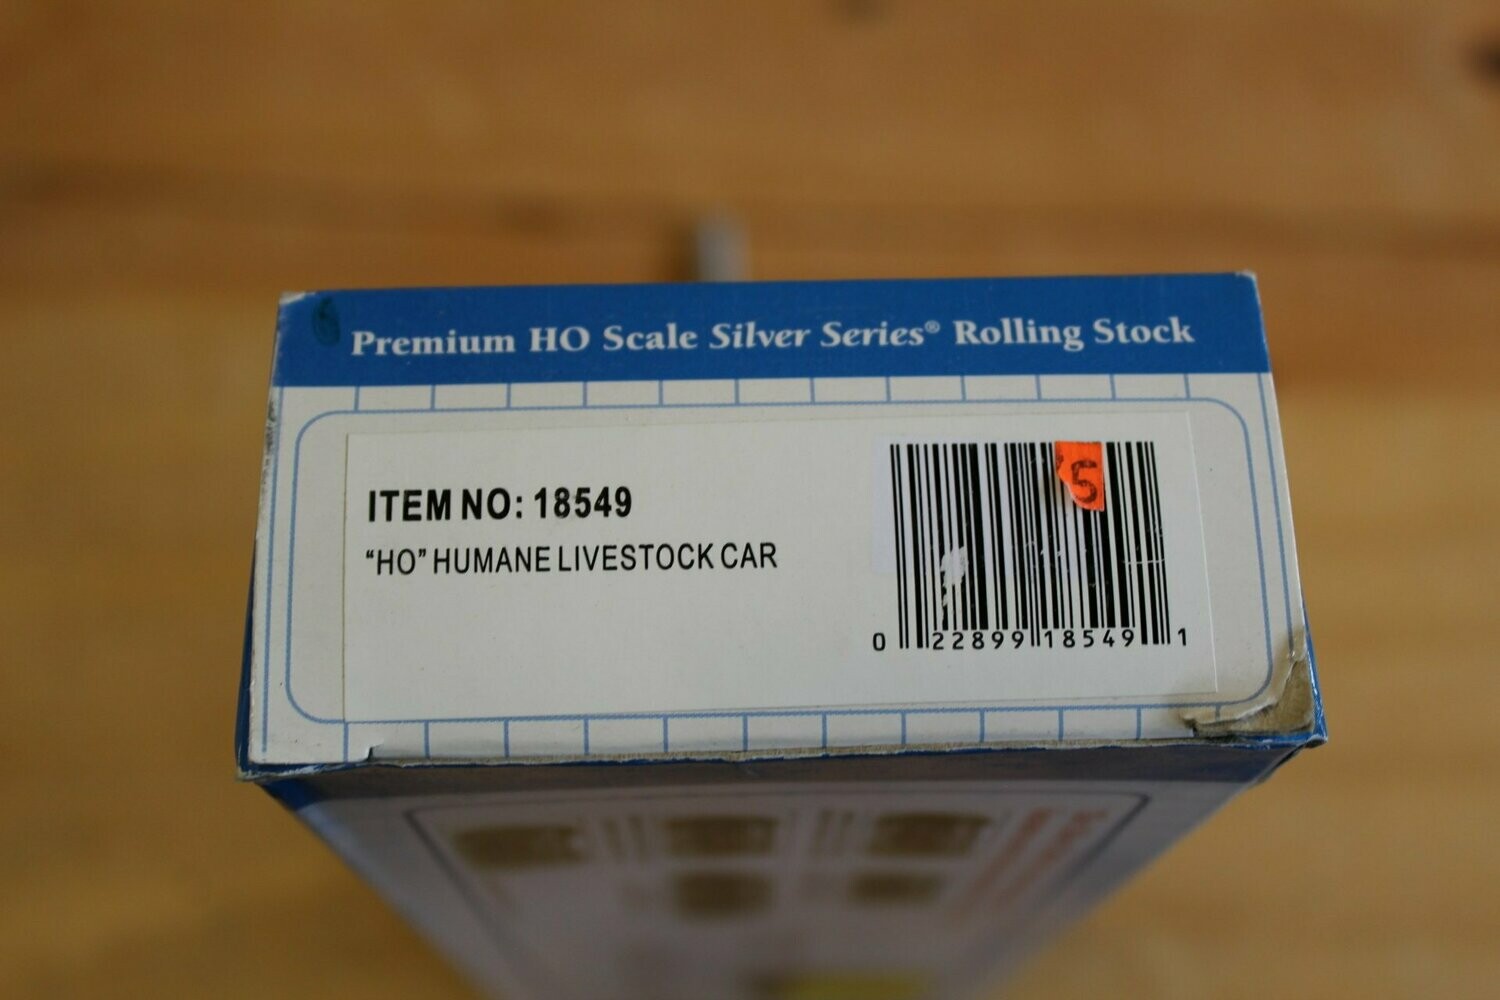 Premium HO Scale Silver Series® Rolling Stock
ITEM NO: 18549
“HO” HUMANE LIVESTOCK CAR
5
0 22899 18549 1